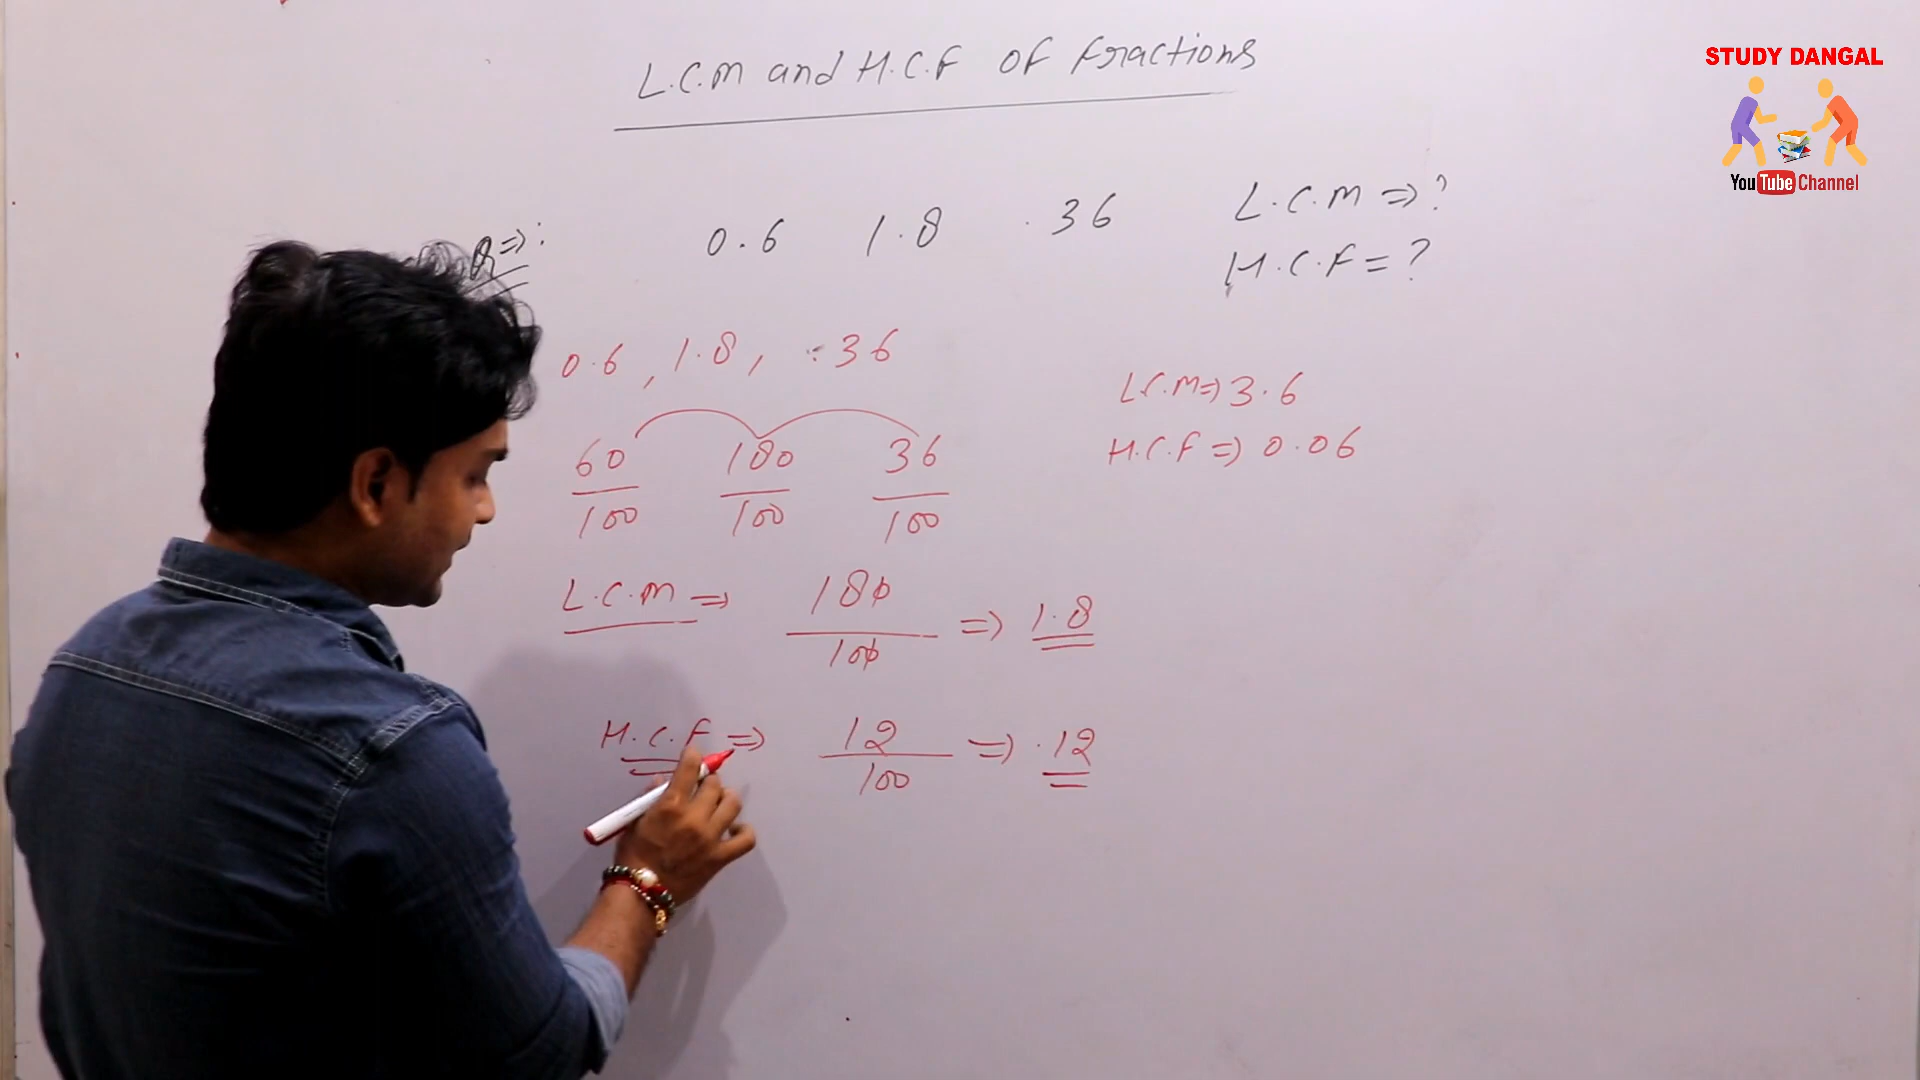 L.C.M and H.C.F OF Fractions
STUDY DANGAL
YouTube Channel
Q⇒:
0.6 1.8 .36
L.C.M ⇒ ?
H.C.F = ?
0.6, 1.8, .36
L.C.M ⇒ 3.6
H.C.F ⇒ 0.06
60/100 180/100 36/100
L.C.M ⇒ 180/100 ⇒ 1.8
H.C.F ⇒ 12/100 ⇒ .12